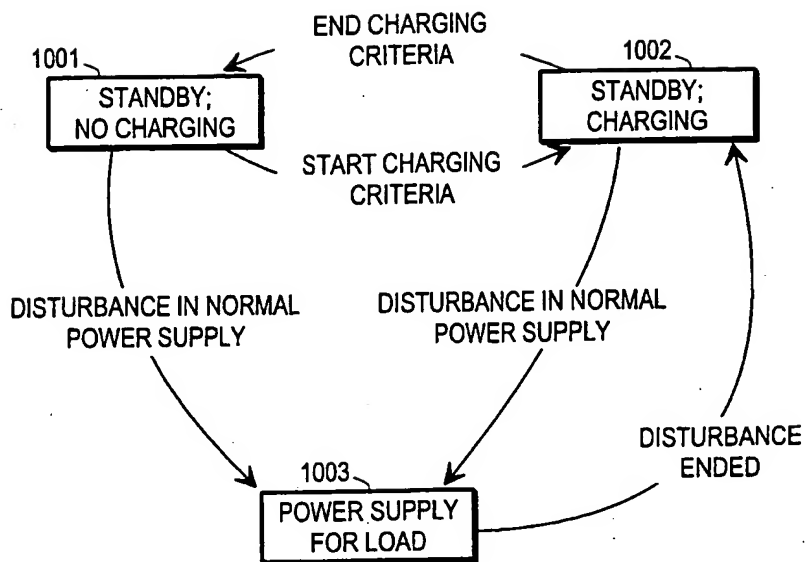 END CHARGING
CRITERIA
1001
STANDBY;
NO CHARGING
1002
STANDBY;
CHARGING
START CHARGING
CRITERIA
DISTURBANCE IN NORMAL
POWER SUPPLY
DISTURBANCE IN NORMAL
POWER SUPPLY
DISTURBANCE
ENDED
1003
POWER SUPPLY
FOR LOAD